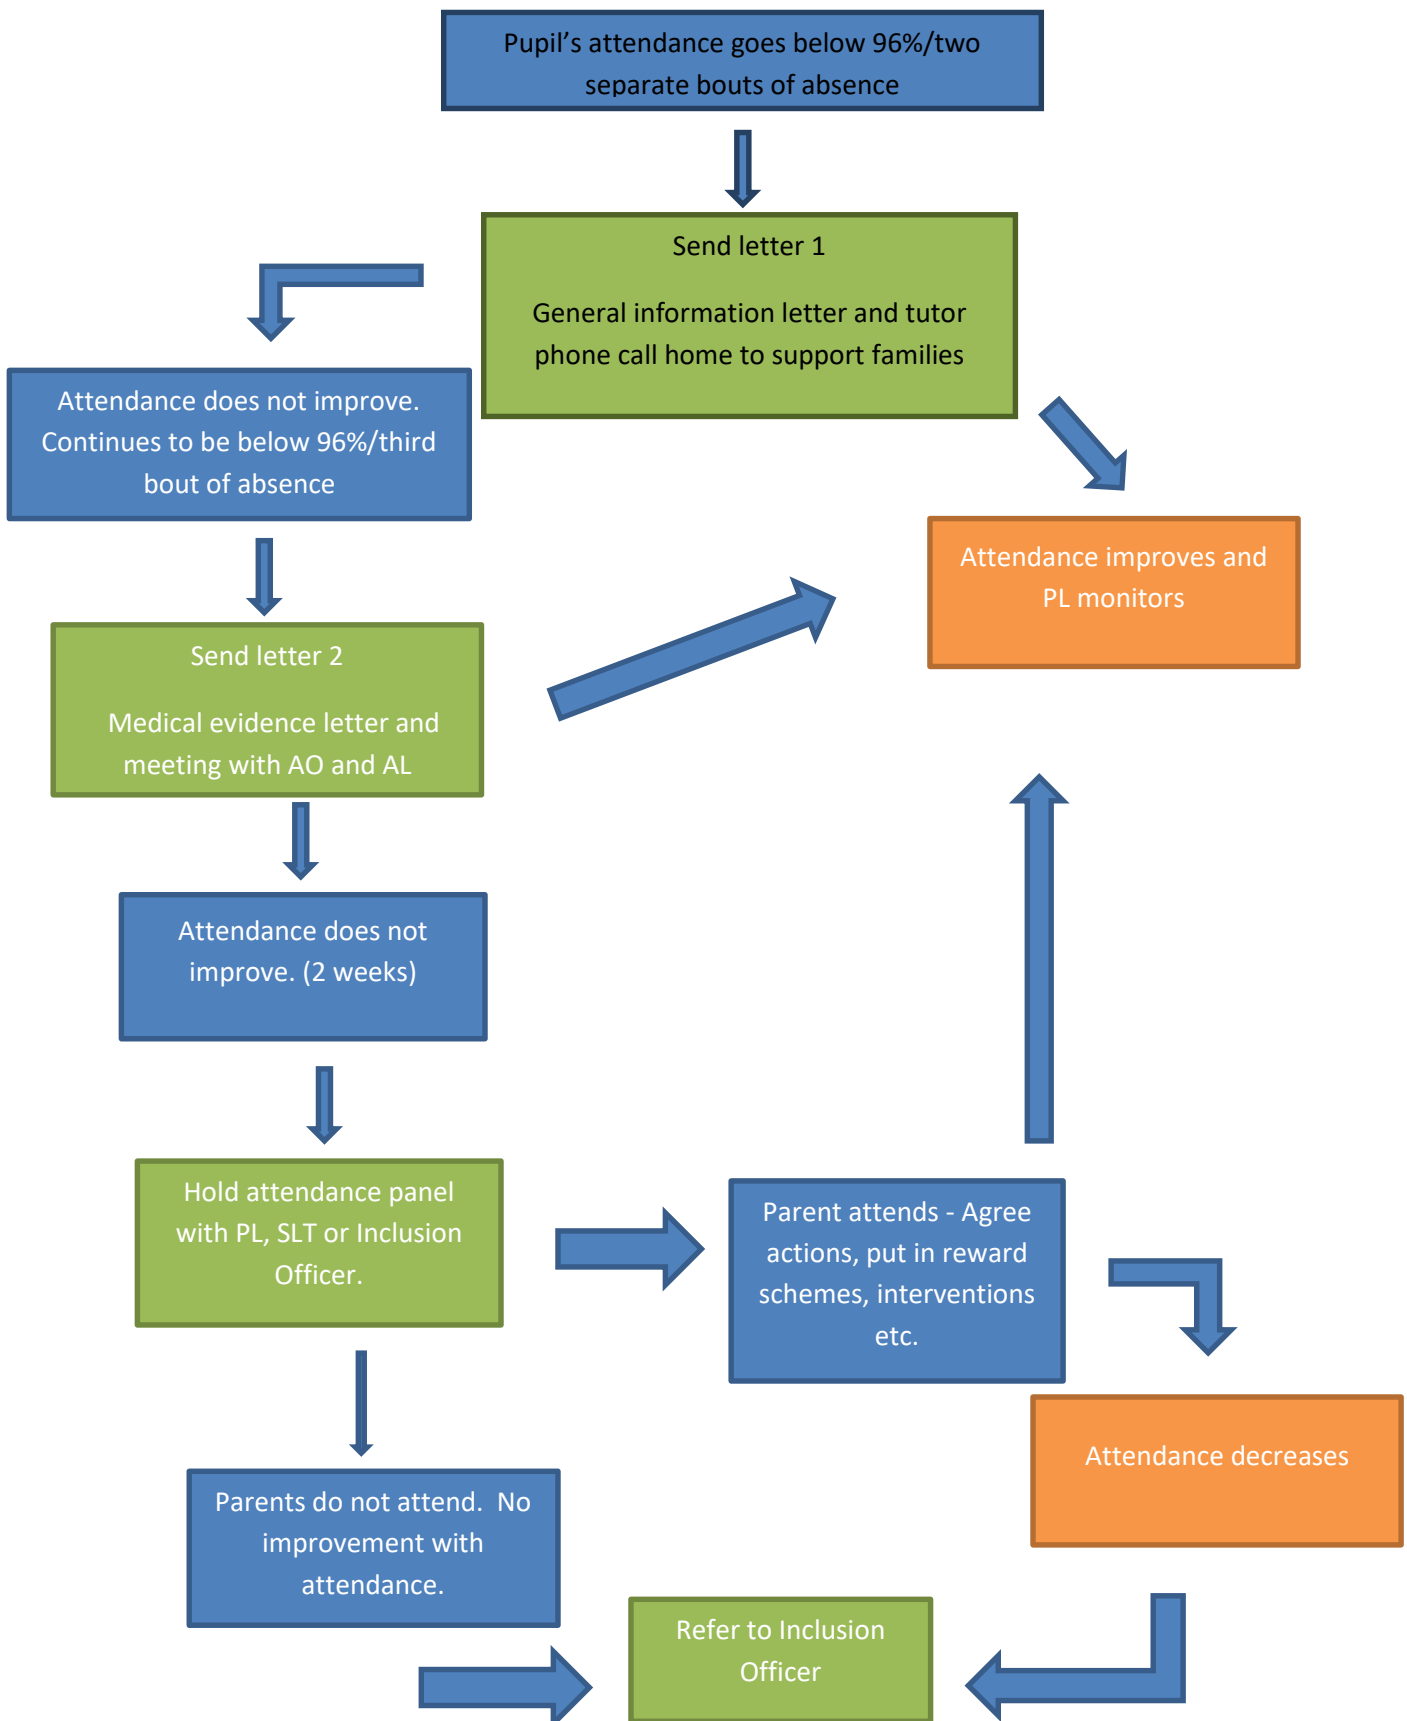 Pupil’s attendance goes below 96%/two
separate bouts of absence
Send letter 1
General information letter and tutor
phone call home to support families
Attendance does not improve.
Continues to be below 96%/third
bout of absence
Attendance improves and
PL monitors
Send letter 2
Medical evidence letter and
meeting with AO and AL
Attendance does not
improve. (2 weeks)
Hold attendance panel
with PL, SLT or Inclusion
Officer.
Parent attends - Agree
actions, put in reward
schemes, interventions
etc.
Attendance decreases
Parents do not attend.  No
improvement with
attendance.
Refer to Inclusion
Officer